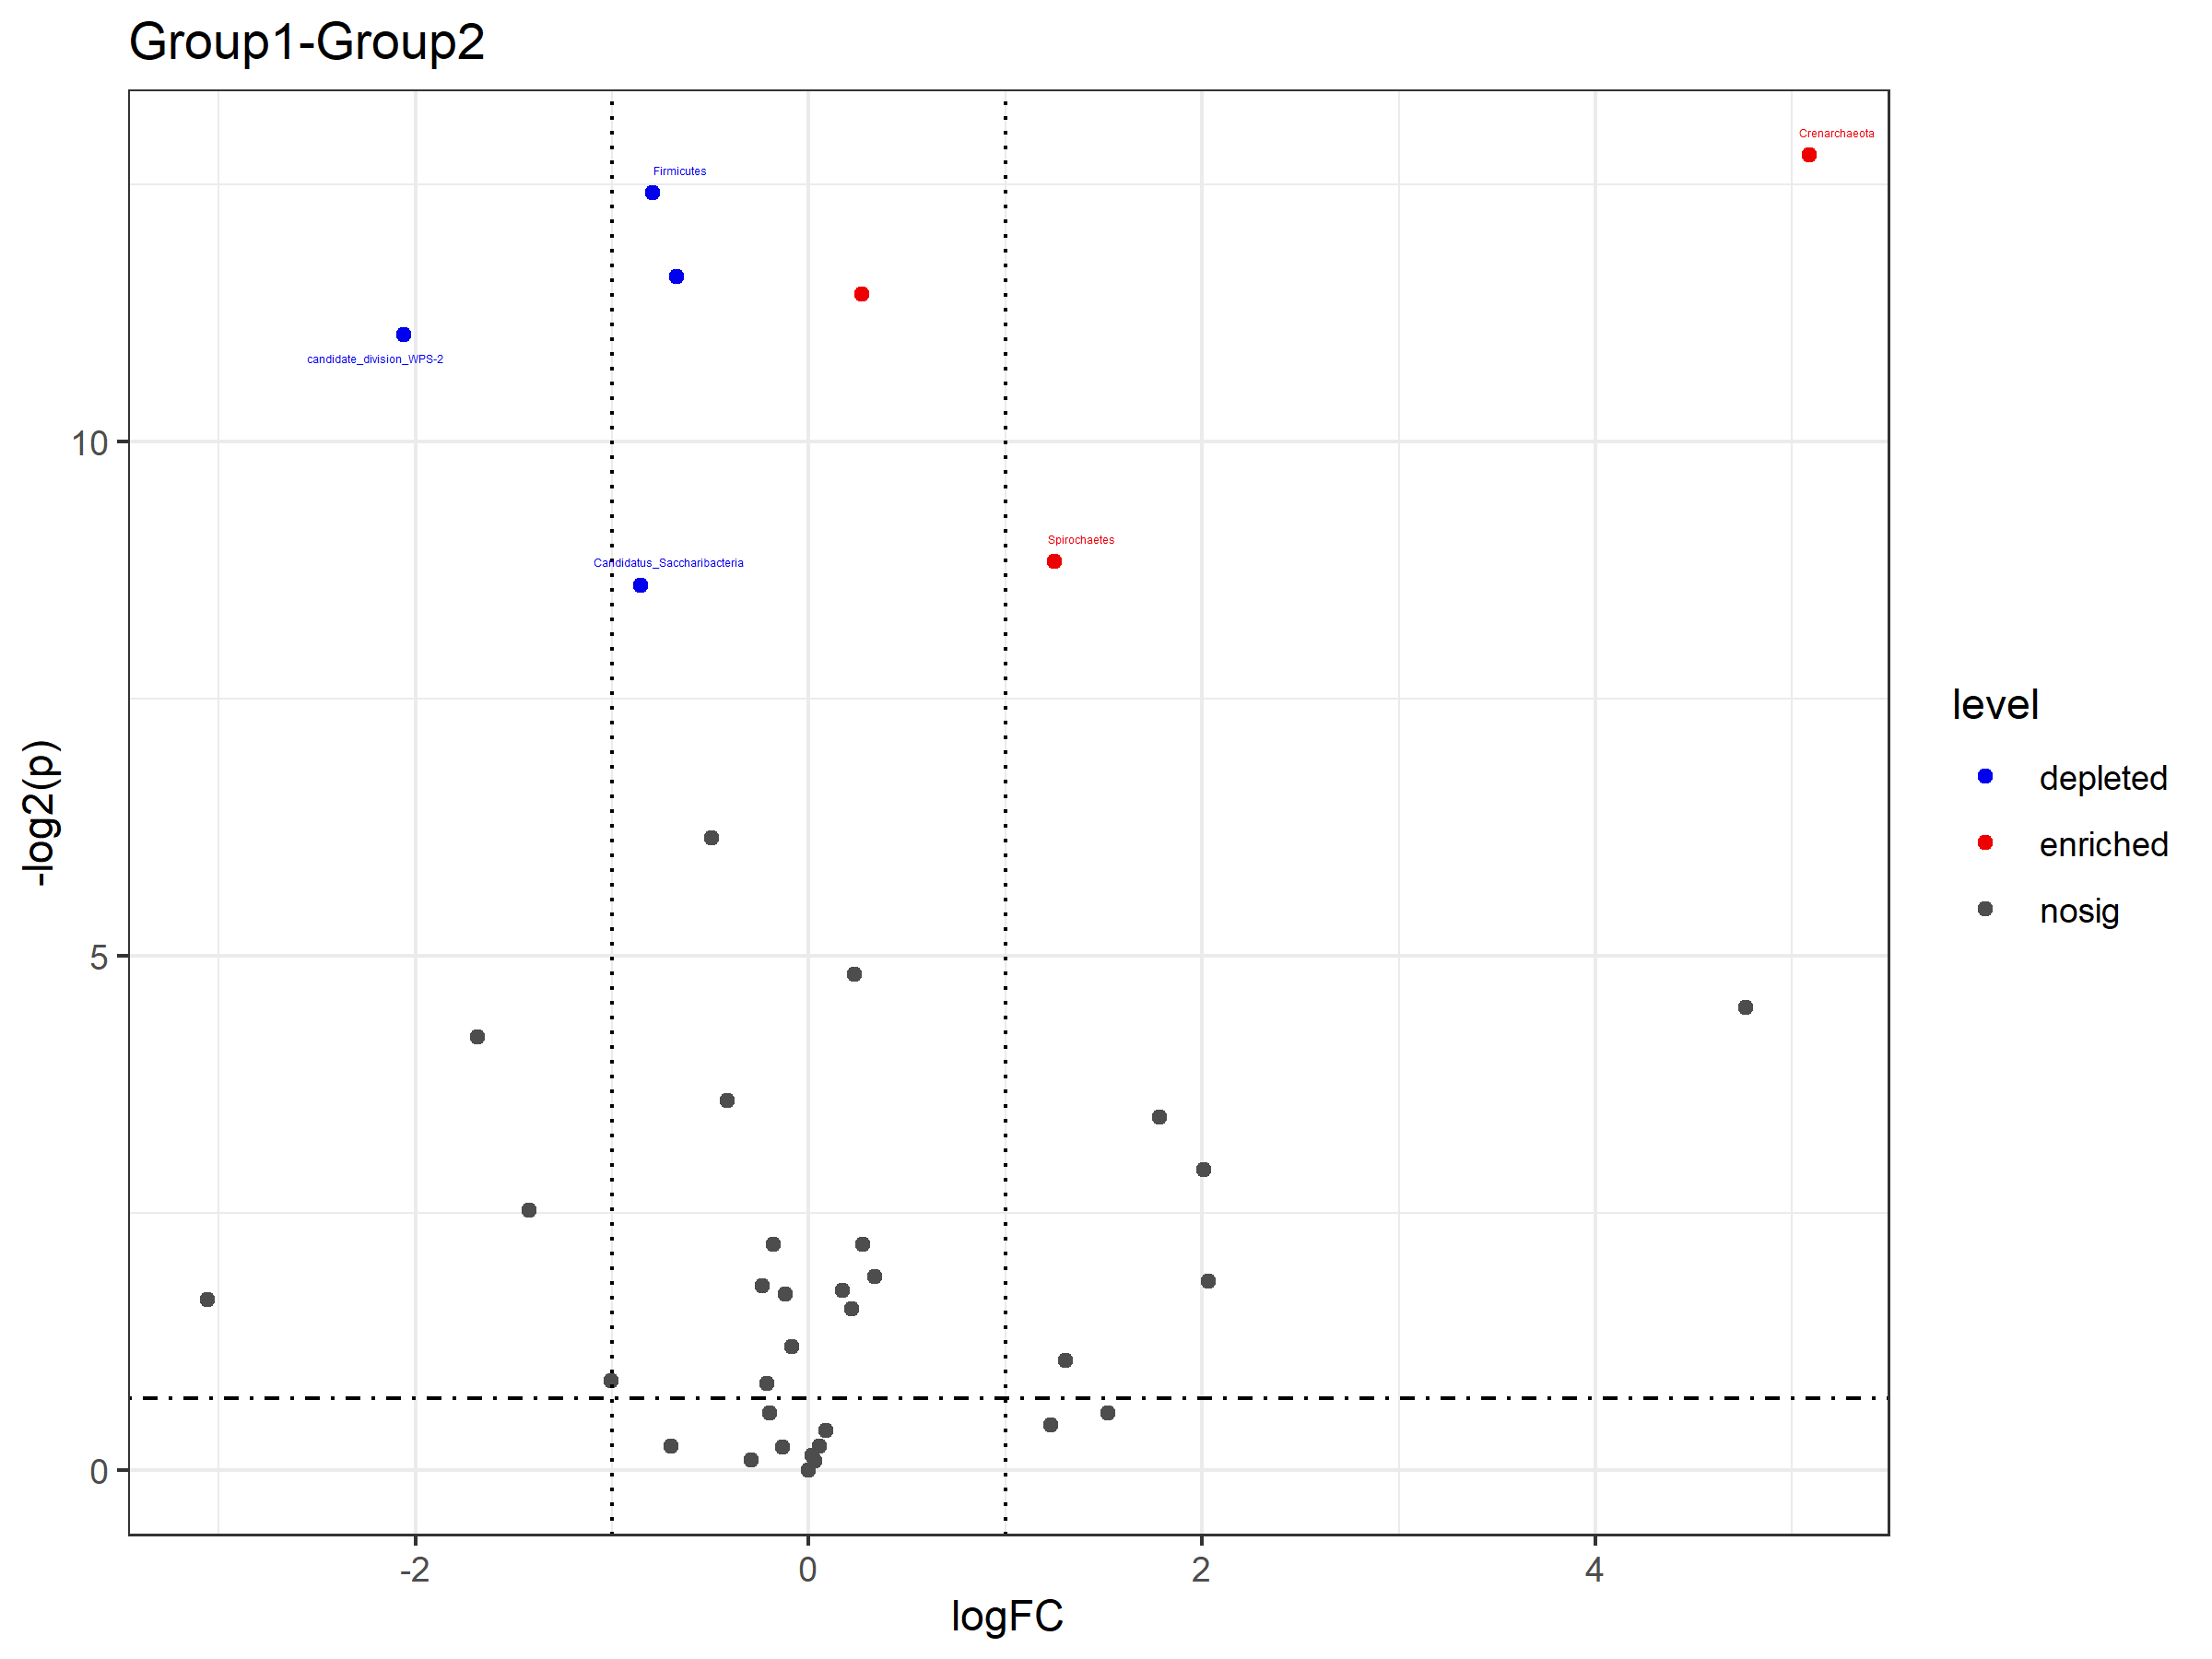 Group1-Group2
Crenarchaeota
Firmicutes
candidate_division_WPS-2
Spirochaetes
Candidatus_Saccharibacteria
10
5
0
-log2(p)
-2
0
2
4
logFC
level
depleted
enriched
nosig